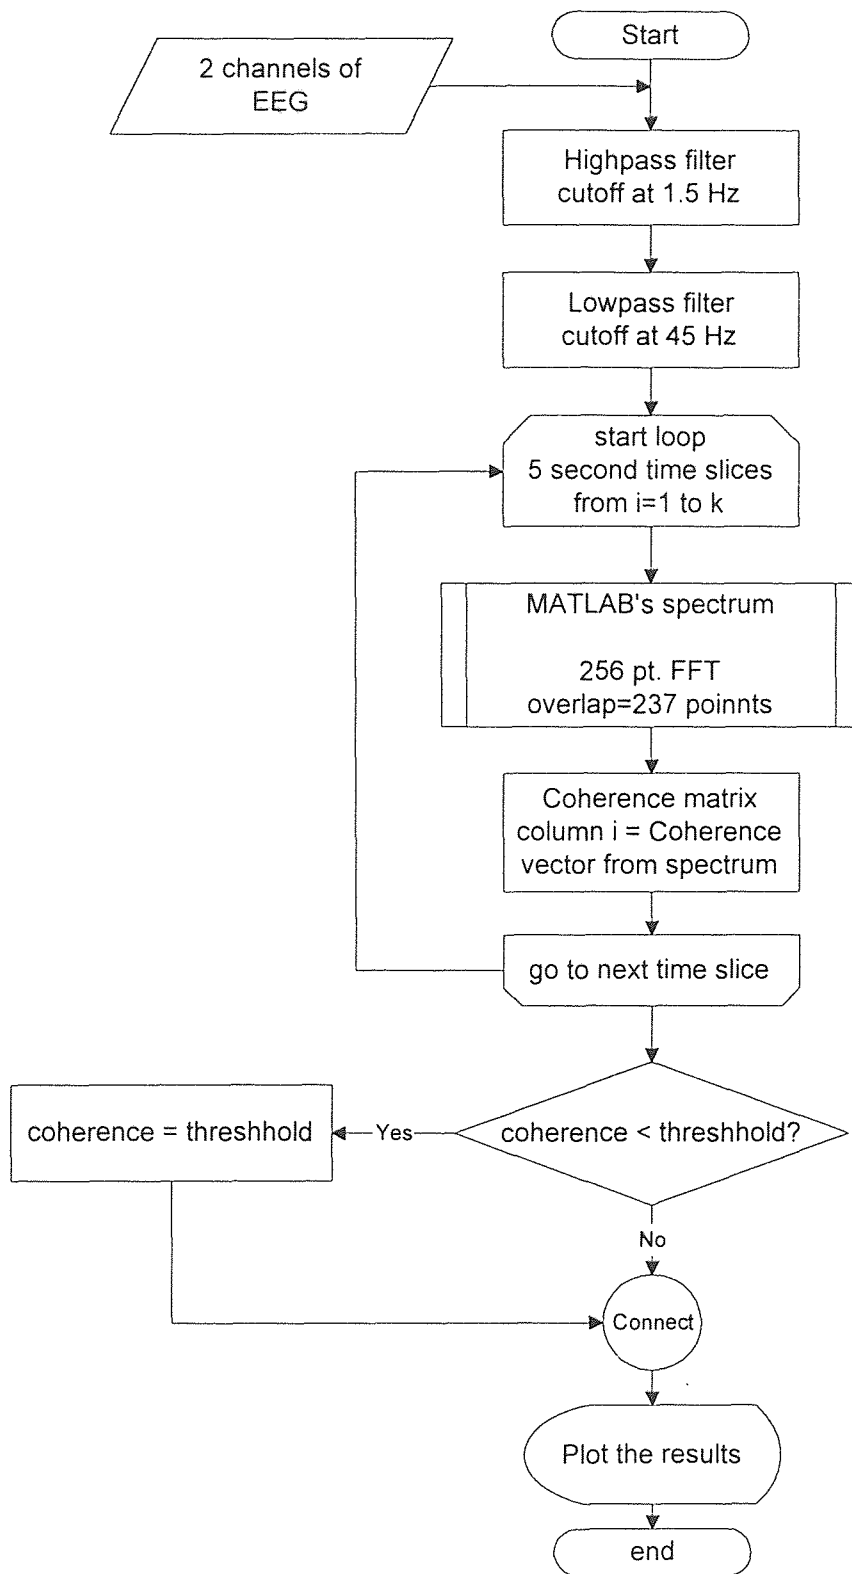 Start
2 channels of
EEG
Highpass filter
cutoff at 1.5 Hz
Lowpass filter
cutoff at 45 Hz
start loop
5 second time slices
from i=1 to k
MATLAB's spectrum
256 pt. FFT
overlap=237 poinnts
Coherence matrix
column i = Coherence
vector from spectrum
go to next time slice
coherence < threshhold?
Yes
coherence = threshhold
No
Connect
Plot the results
end